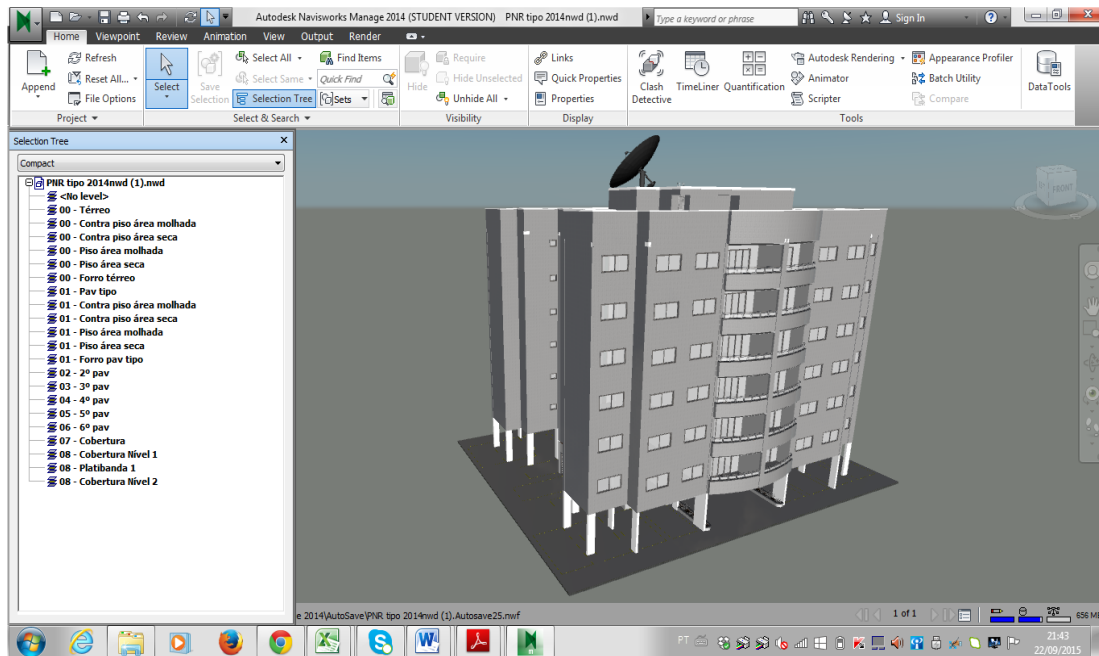 Autodesk Navisworks Manage 2014 (STUDENT VERSION) PNR tipo 2014nwd (1).nwd
Type a keyword or phrase
Sign In
Home Viewpoint Review Animation View Output Render
Append
Refresh
Reset All...
File Options
Project
Select
Save
Selection
Select All
Select Same
Selection Tree
Find Items
Quick Find
Sets
Select & Search
Hide
Require
Hide Unselected
Unhide All
Visibility
Links
Quick Properties
Properties
Display
Clash
Detective
TimeLiner
Quantification
Autodesk Rendering
Animator
Scripter
Appearance Profiler
Batch Utility
Compare
Tools
DataTools
Selection Tree
Compact
PNR tipo 2014nwd (1).nwd
<No level>
00 - Térreo
00 - Contra piso área molhada
00 - Contra piso área seca
00 - Piso área molhada
00 - Piso área seca
00 - Forro térreo
01 - Pav tipo
01 - Contra piso área molhada
01 - Contra piso área seca
01 - Piso área molhada
01 - Piso área seca
01 - Forro pav tipo
02 - 2º pav
03 - 3º pav
04 - 4º pav
05 - 5º pav
06 - 6º pav
07 - Cobertura
08 - Cobertura Nível 1
08 - Platibanda 1
08 - Cobertura Nível 2
FRONT
e 2014\AutoSave\PNR tipo 2014nwd (1).Autosave25.nwf
1 of 1
656 M
PT
21:43
22/09/2015